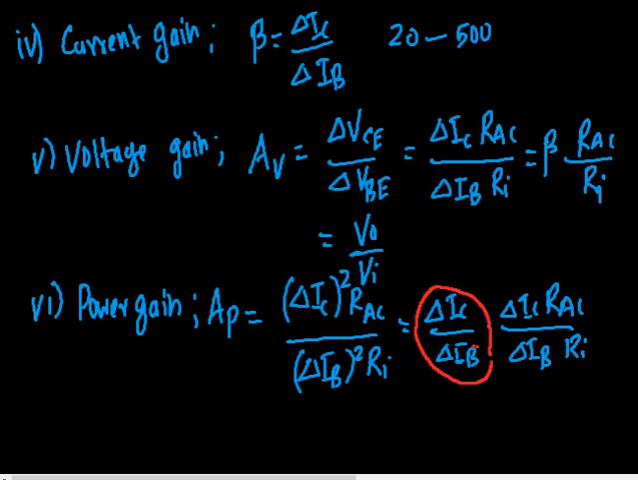 iv) Current gain; β = ΔIc/ΔIB 20 – 500
v) Voltage gain; Av = ΔVCE/ΔVBE = ΔIc RAC/ΔIB Ri = β RAC/Ri
= Vo/Vi
vi) Power gain; Ap = (ΔIc)² RAC/(ΔIB)² Ri = ΔIc/ΔIB ΔIc RAC/ΔIB Ri